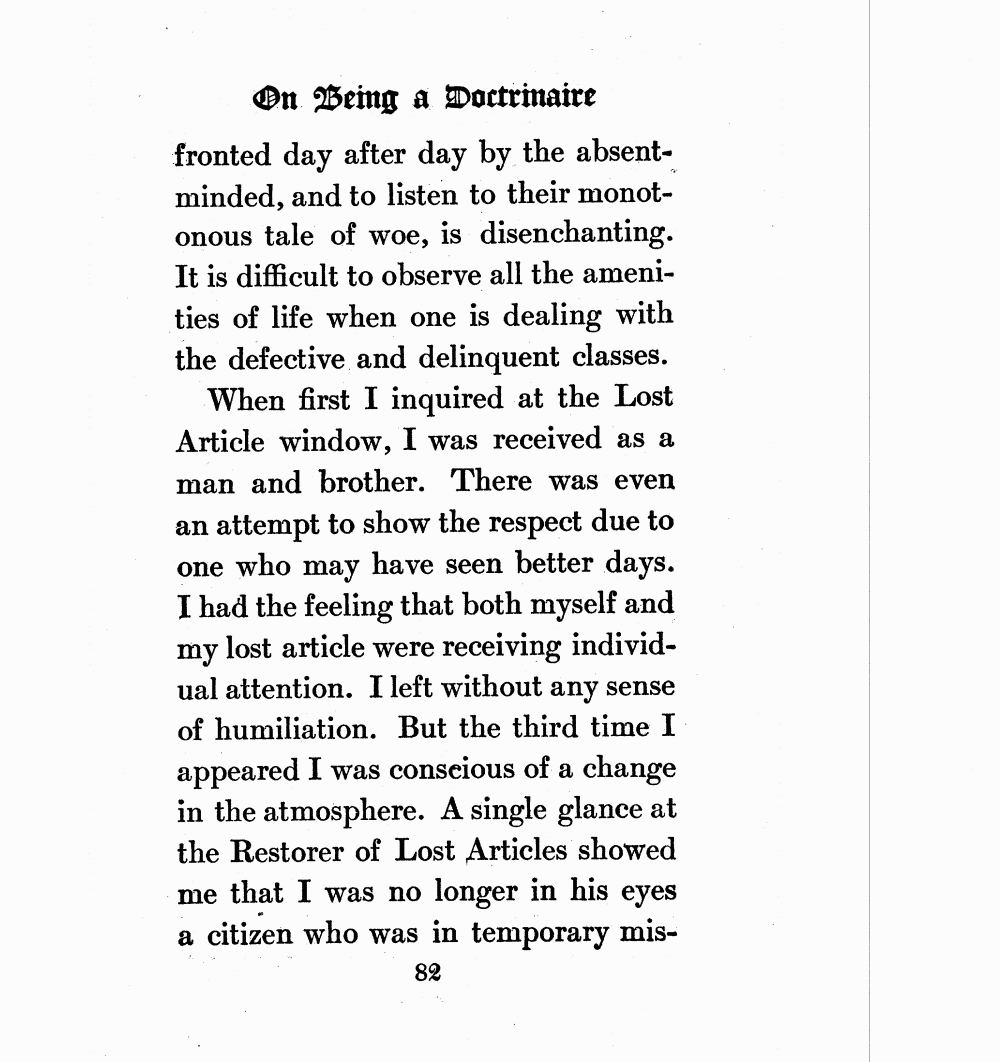 On Being a Doctrinaire
fronted day after day by the absent-
minded, and to listen to their monot-
onous tale of woe, is disenchanting.
It is difficult to observe all the ameni-
ties of life when one is dealing with
the defective and delinquent classes.
When first I inquired at the Lost
Article window, I was received as a
man and brother. There was even
an attempt to show the respect due to
one who may have seen better days.
I had the feeling that both myself and
my lost article were receiving individ-
ual attention. I left without any sense
of humiliation. But the third time I
appeared I was conscious of a change
in the atmosphere. A single glance at
the Restorer of Lost Articles showed
me that I was no longer in his eyes
a citizen who was in temporary mis-
82